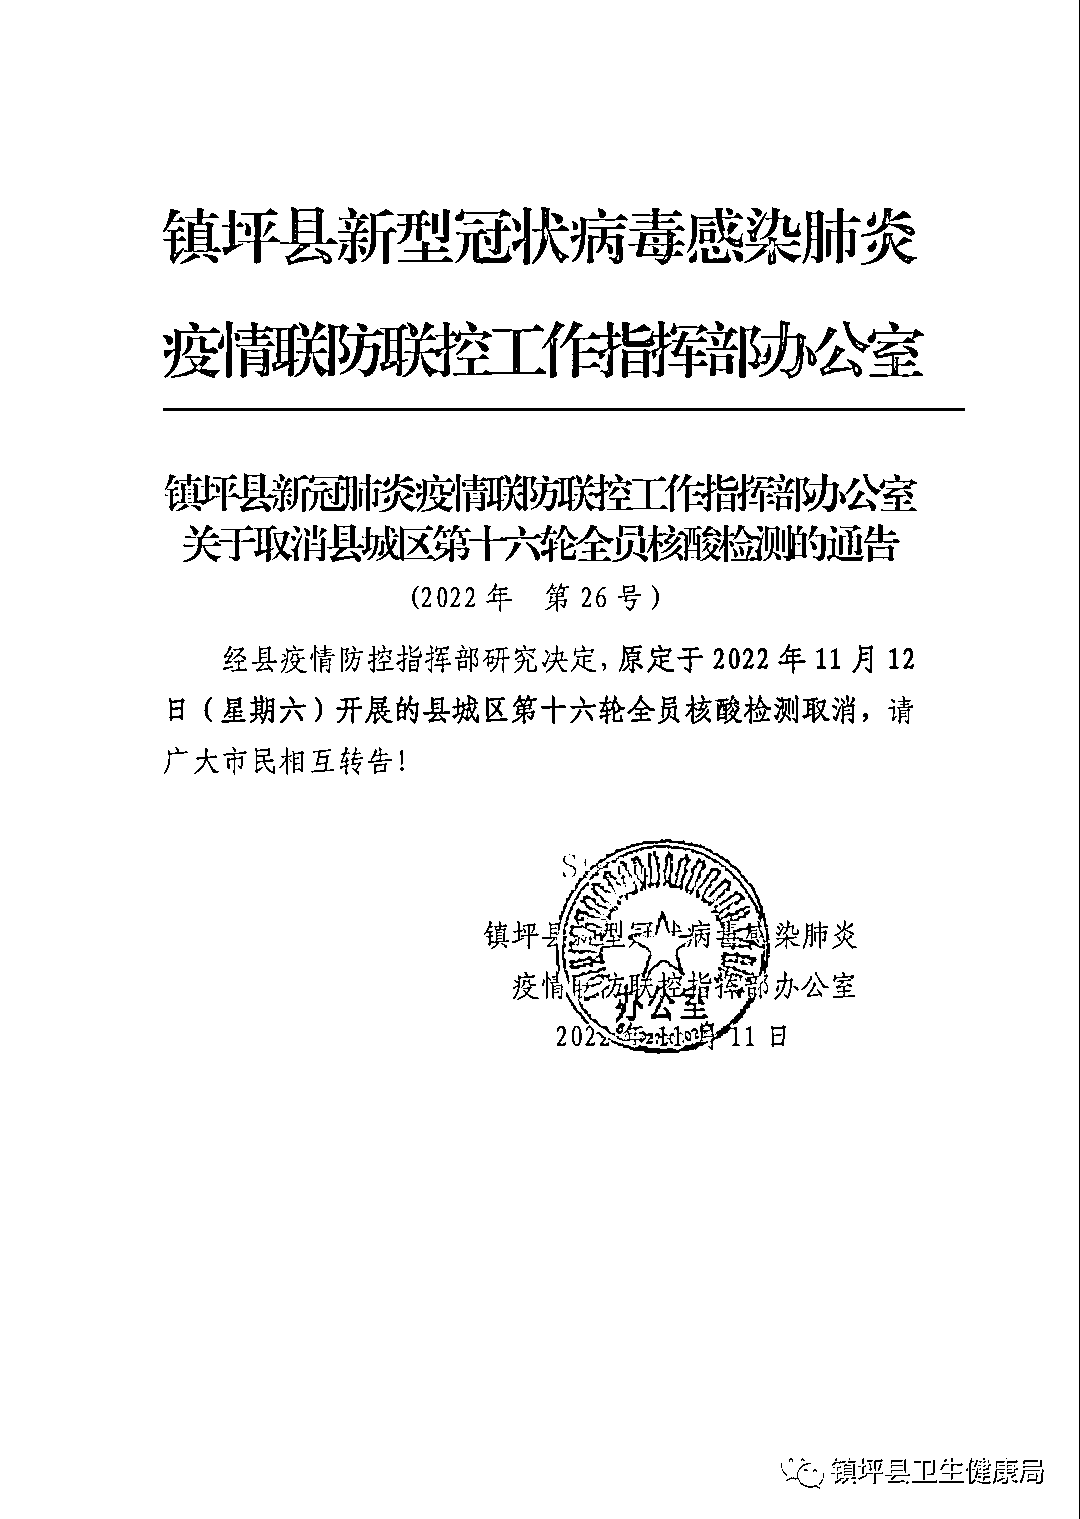 镇坪县新型冠状病毒感染肺炎
疫情联防联控工作指挥部办公室
镇坪县新冠肺炎疫情联防联控工作指挥部办公室
关于取消县城区第十六轮全员核酸检测的通告
(2022年 第26号)
经县疫情防控指挥部研究决定,原定于2022年11月12
日(星期六)开展的县城区第十六轮全员核酸检测取消,请
广大市民相互转告!
镇坪县新型冠状病毒感染肺炎
疫情联防联控指挥部办公室
办公室
2022年11月11日
镇坪县卫生健康局